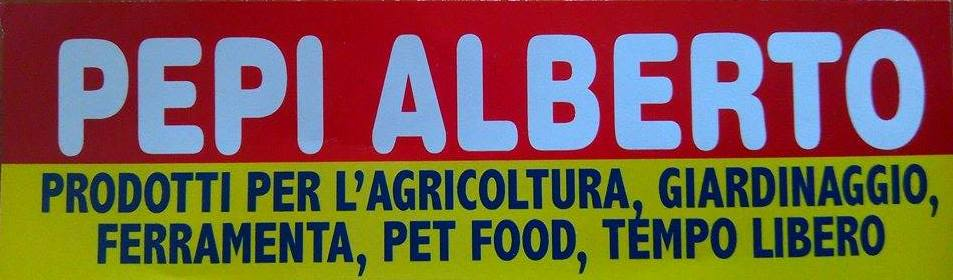 PEPI ALBERTO
PRODOTTI PER L'AGRICOLTURA, GIARDINAGGIO,
FERRAMENTA, PET FOOD, TEMPO LIBERO